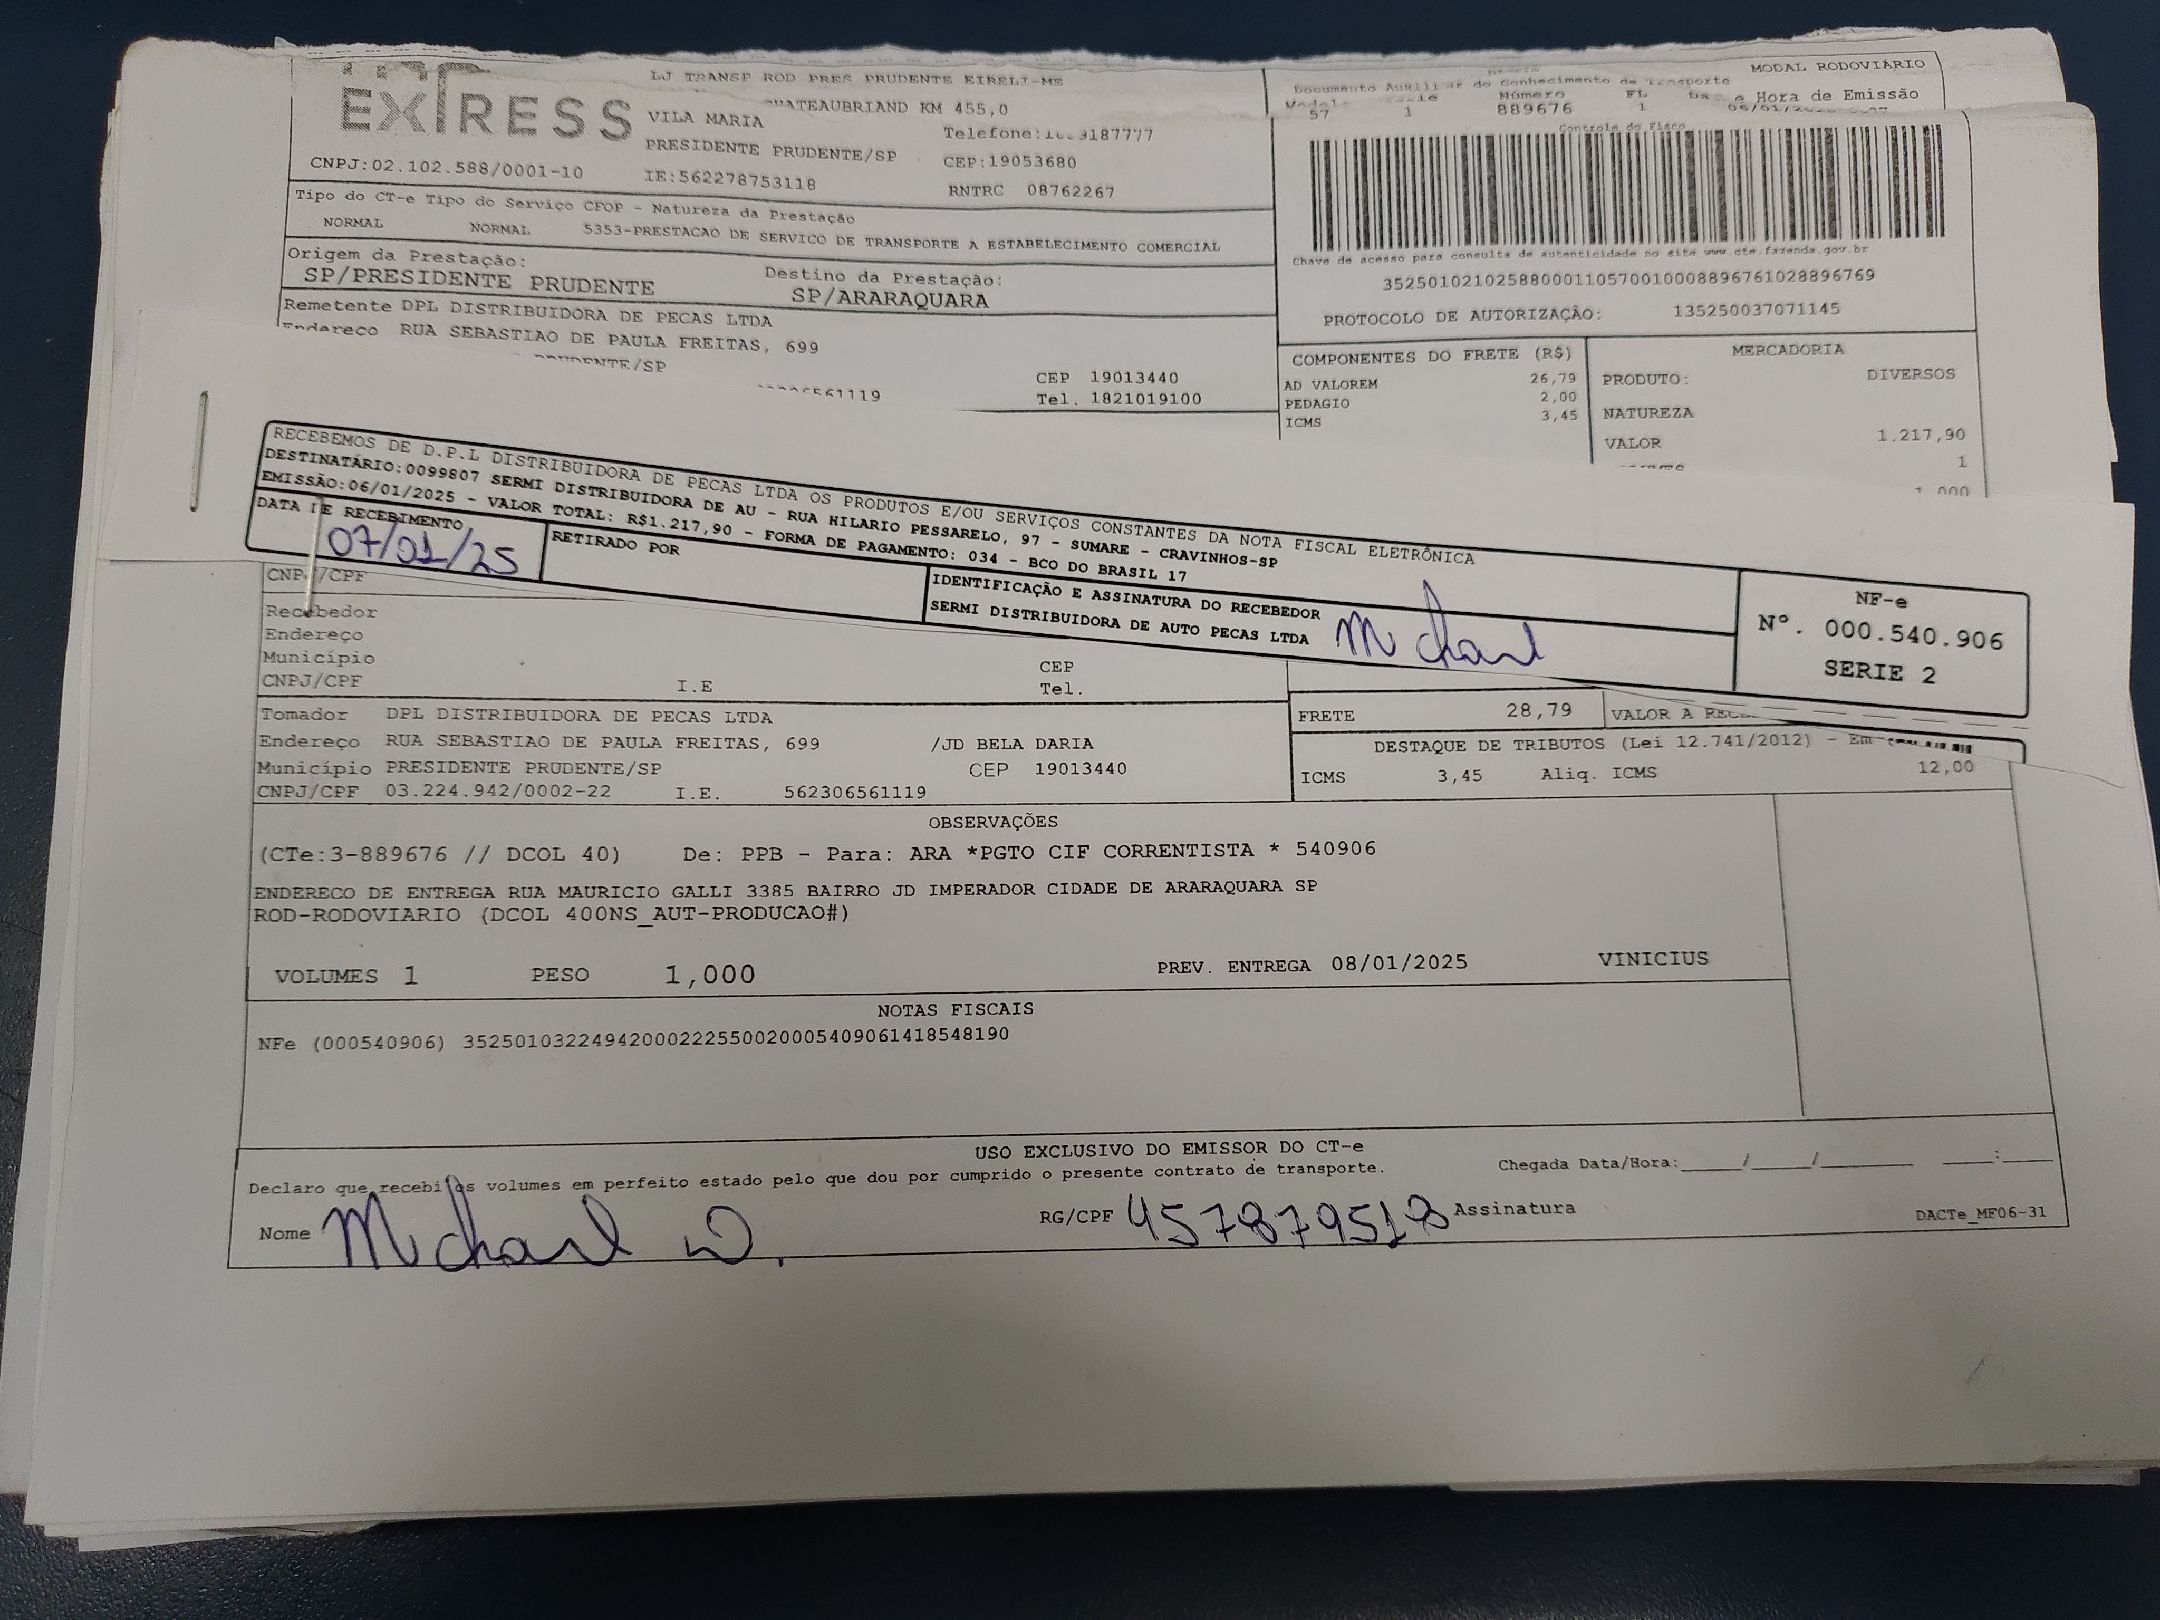 EXPRESS
LJ TRANSP ROD PRES PRUDENTE EIRELI-ME
CHATEAUBRIAND KM 455,0
VILA MARIA
PRESIDENTE PRUDENTE/SP
CEP:19053680
CNPJ:02.102.588/0001-10 IE:562278753118 RNTRC 08762267
MODAL RODOVIÁRIO
Documento Auxiliar do Conhecimento de Transporte
Número FL e Hora de Emissão
57 1 889676 1
Controle do Fisco
Chave de acesso para consulta de autenticidade no site www.cte.fazenda.gov.br
35250102102588000110570010008896761028896769
PROTOCOLO DE AUTORIZAÇÃO: 135250037071145
Tipo do CT-e Tipo do Serviço CFOP - Natureza da Prestação
NORMAL NORMAL 5353-PRESTACAO DE SERVICO DE TRANSPORTE A ESTABELECIMENTO COMERCIAL
Origem da Prestação: Destino da Prestação:
SP/PRESIDENTE PRUDENTE SP/ARARAQUARA
Remetente DPL DISTRIBUIDORA DE PECAS LTDA
Endereço RUA SEBASTIAO DE PAULA FREITAS, 699
PRUDENTE/SP CEP 19013440
561119 Tel. 1821019100
COMPONENTES DO FRETE (R$)
AD VALOREM 26,79
PEDAGIO 2,00
ICMS 3,45
MERCADORIA
PRODUTO: DIVERSOS
NATUREZA
VALOR 1.217,90
1
RECEBEMOS DE D.P.L DISTRIBUIDORA DE PECAS LTDA OS PRODUTOS E/OU SERVIÇOS CONSTANTES DA NOTA FISCAL ELETRÔNICA
DESTINATÁRIO:0099807 SERMI DISTRIBUIDORA DE AU - RUA HILARIO PESSARELO, 97 - SUMARE - CRAVINHOS-SP
EMISSÃO:06/01/2025 - VALOR TOTAL: R$1.217,90 - FORMA DE PAGAMENTO: 034 - BCO DO BRASIL 17
DATA DE RECEBIMENTO RETIRADO POR IDENTIFICAÇÃO E ASSINATURA DO RECEBEDOR
07/01/25 SERMI DISTRIBUIDORA DE AUTO PECAS LTDA
NF-e
Nº. 000.540.906
SERIE 2
CNPJ/CPF
Recebedor
Endereço
Município CEP
CNPJ/CPF I.E Tel.
Tomador DPL DISTRIBUIDORA DE PECAS LTDA
Endereço RUA SEBASTIAO DE PAULA FREITAS, 699 /JD BELA DARIA
Município PRESIDENTE PRUDENTE/SP CEP 19013440
CNPJ/CPF 03.224.942/0002-22 I.E. 562306561119
FRETE 28,79 VALOR A
DESTAQUE DE TRIBUTOS (Lei 12.741/2012) - Em
ICMS 3,45 Aliq. ICMS 12,00
OBSERVAÇÕES
(CTe:3-889676 // DCOL 40) De: PPB - Para: ARA *PGTO CIF CORRENTISTA * 540906
ENDERECO DE ENTREGA RUA MAURICIO GALLI 3385 BAIRRO JD IMPERADOR CIDADE DE ARARAQUARA SP
ROD-RODOVIARIO (DCOL 400NS_AUT-PRODUCAO#)
VOLUMES 1 PESO 1,000 PREV. ENTREGA 08/01/2025 VINICIUS
NOTAS FISCAIS
NFe (000540906) 35250103224942000222550020005409061418548190
USO EXCLUSIVO DO EMISSOR DO CT-e
Declaro que recebi os volumes em perfeito estado pelo que dou por cumprido o presente contrato de transporte. Chegada Data/Hora:_____/_____/________ ____:____
Nome RG/CPF 457879518 Assinatura DACTe_MF06-31